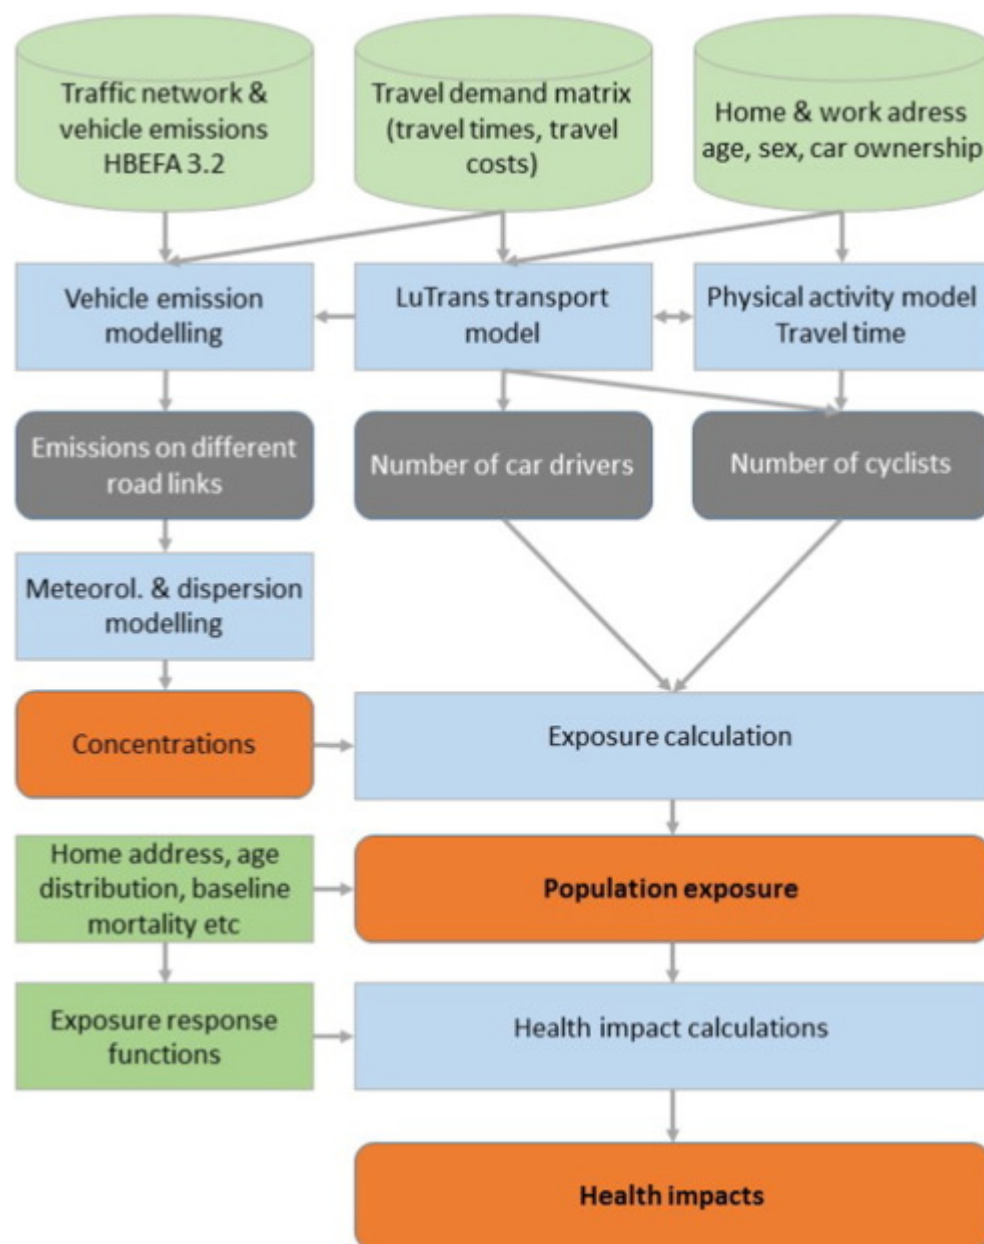 Traffic network &
vehicle emissions
HBEFA 3.2
Travel demand matrix
(travel times, travel
costs)
Home & work adress
age, sex, car ownership
Vehicle emission
modelling
LuTrans transport
model
Physical activity model
Travel time
Emissions on different
road links
Number of car drivers
Number of cyclists
Meteorol. & dispersion
modelling
Concentrations
Exposure calculation
Home address, age
distribution, baseline
mortality etc
Population exposure
Exposure response
functions
Health impact calculations
Health impacts